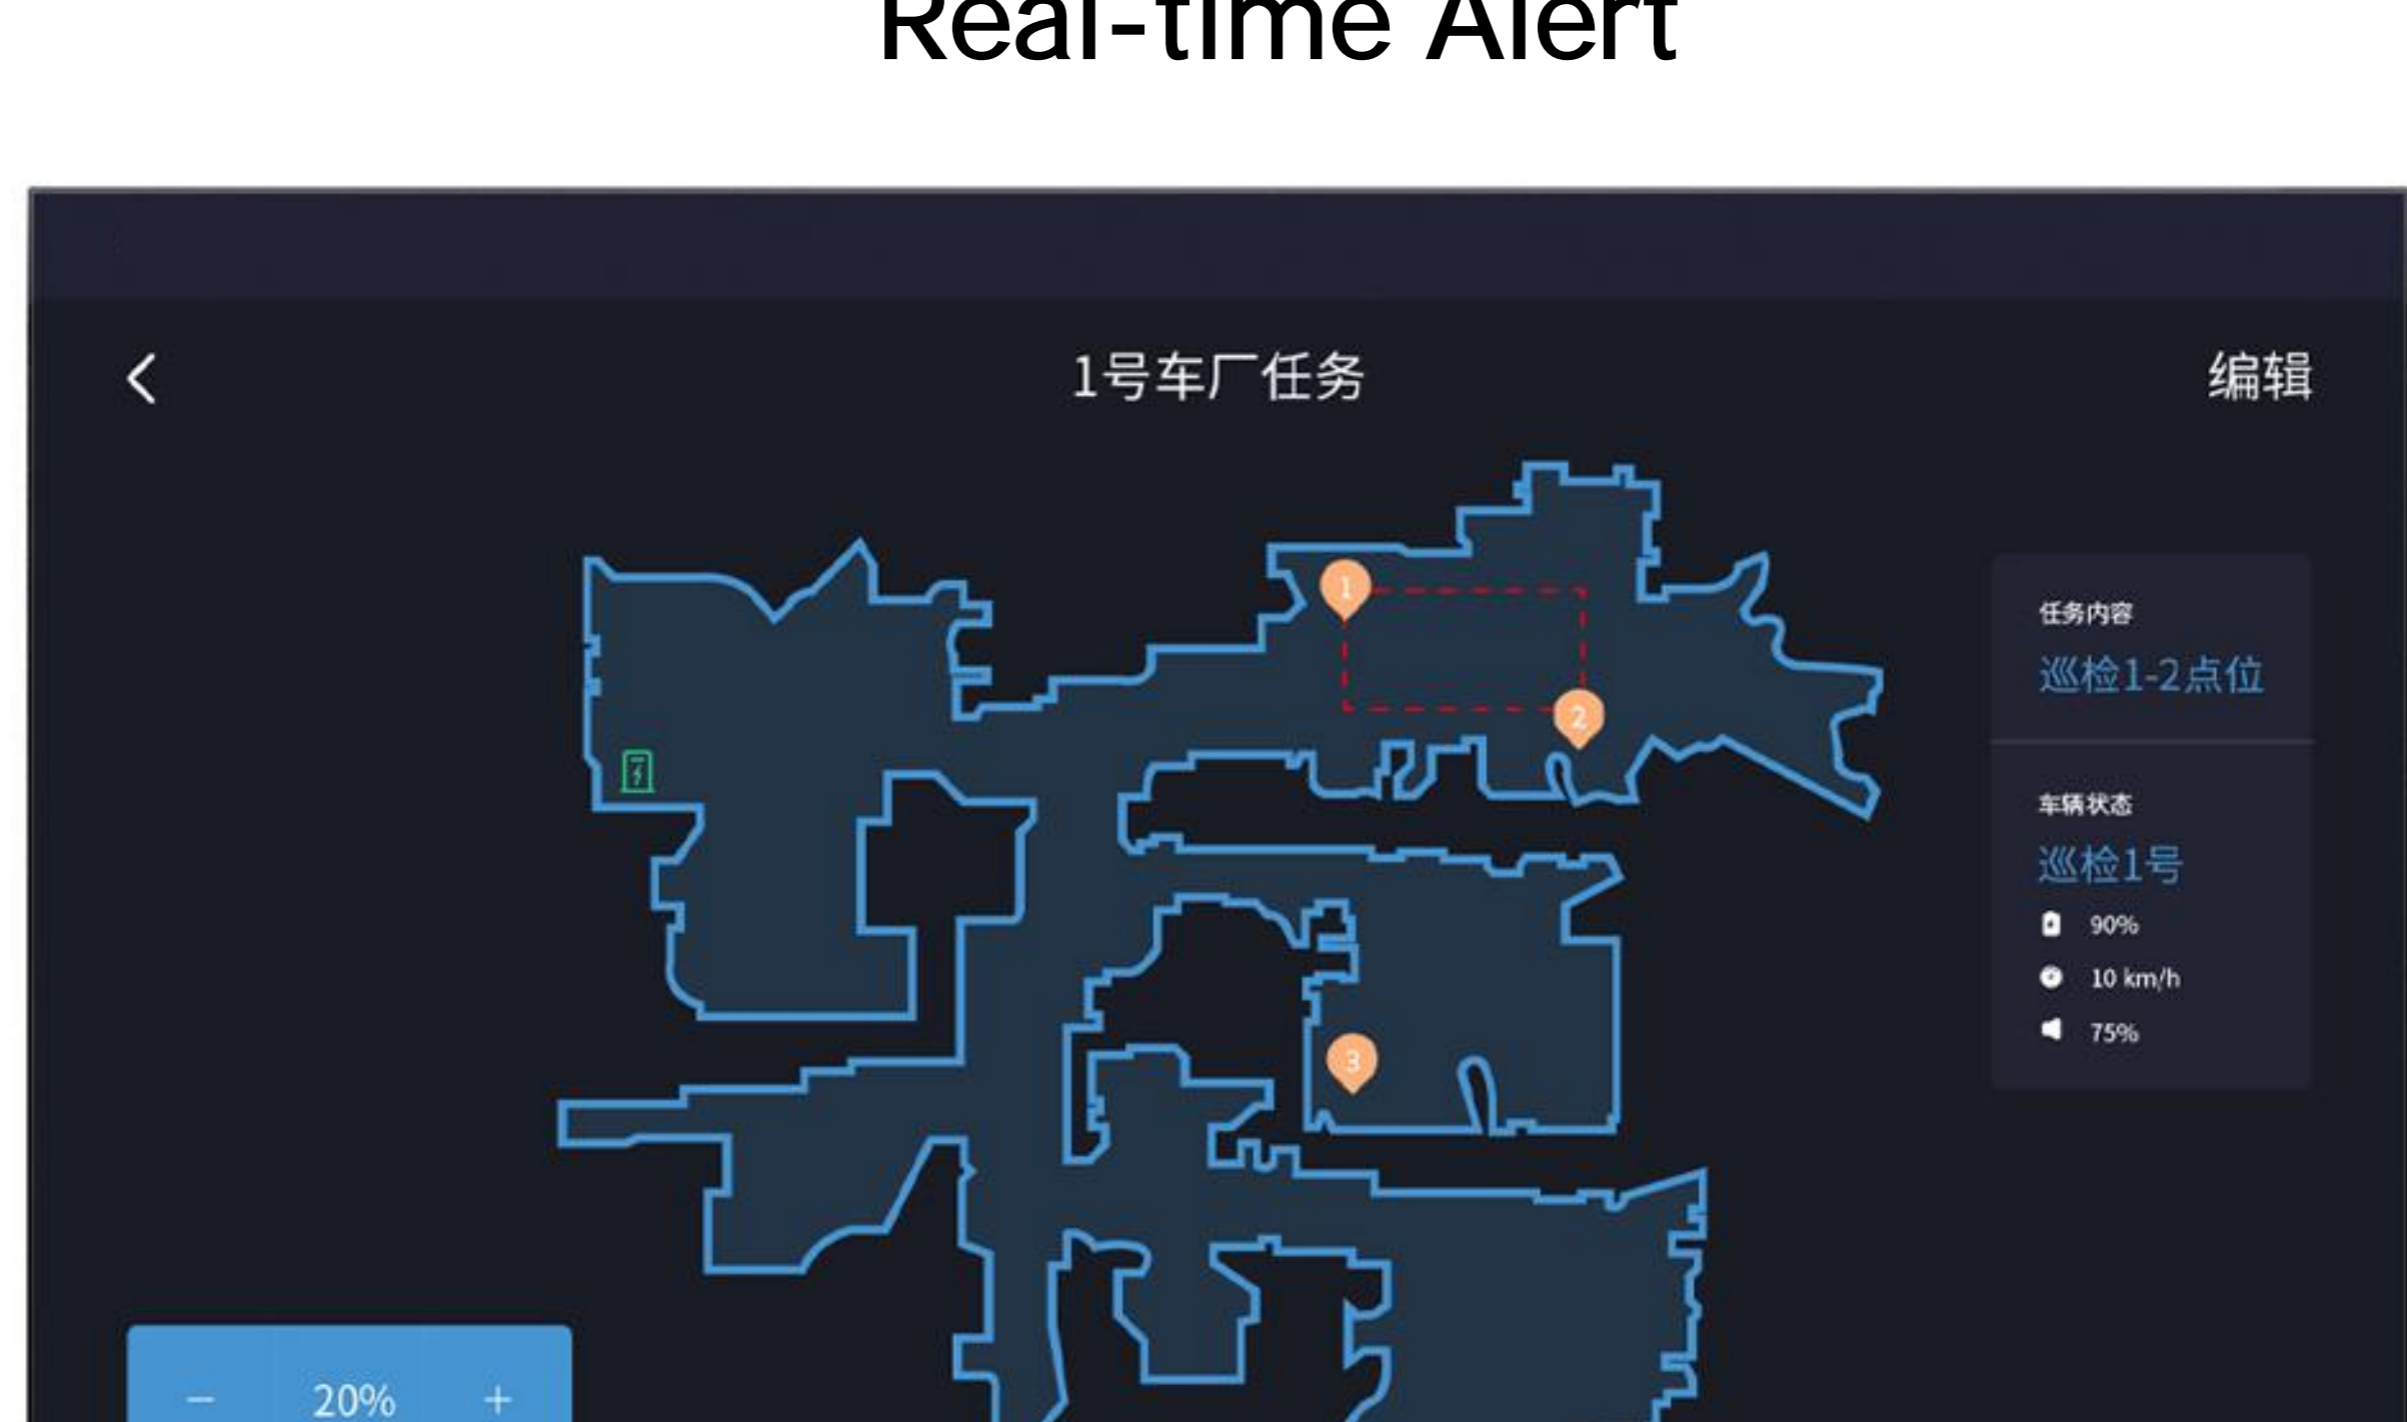 Real-time Alert
1号车厂任务
编辑
1
2
3
任务内容
巡检1-2点位
车辆状态
巡检1号
90%
10 km/h
75%
− 20% +